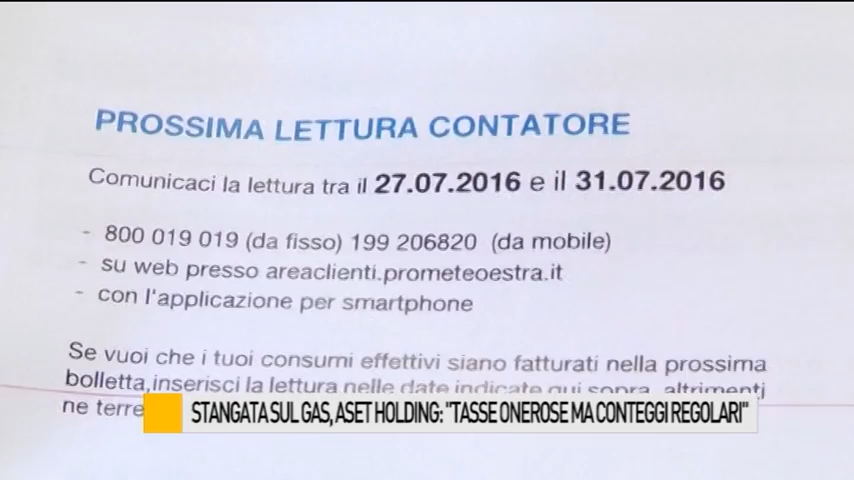 PROSSIMA LETTURA CONTATORE
Comunicaci la lettura tra il 27.07.2016 e il 31.07.2016
- 800 019 019 (da fisso) 199 206820 (da mobile)
- su web presso areaclienti.prometeoestra.it
- con l'applicazione per smartphone
Se vuoi che i tuoi consumi effettivi siano fatturati nella prossima
bolletta,inserisci la lettura nelle date indicate qui sopra, altrimenti
ne terre
STANGATA SUL GAS, ASET HOLDING: "TASSE ONEROSE MA CONTEGGI REGOLARI"